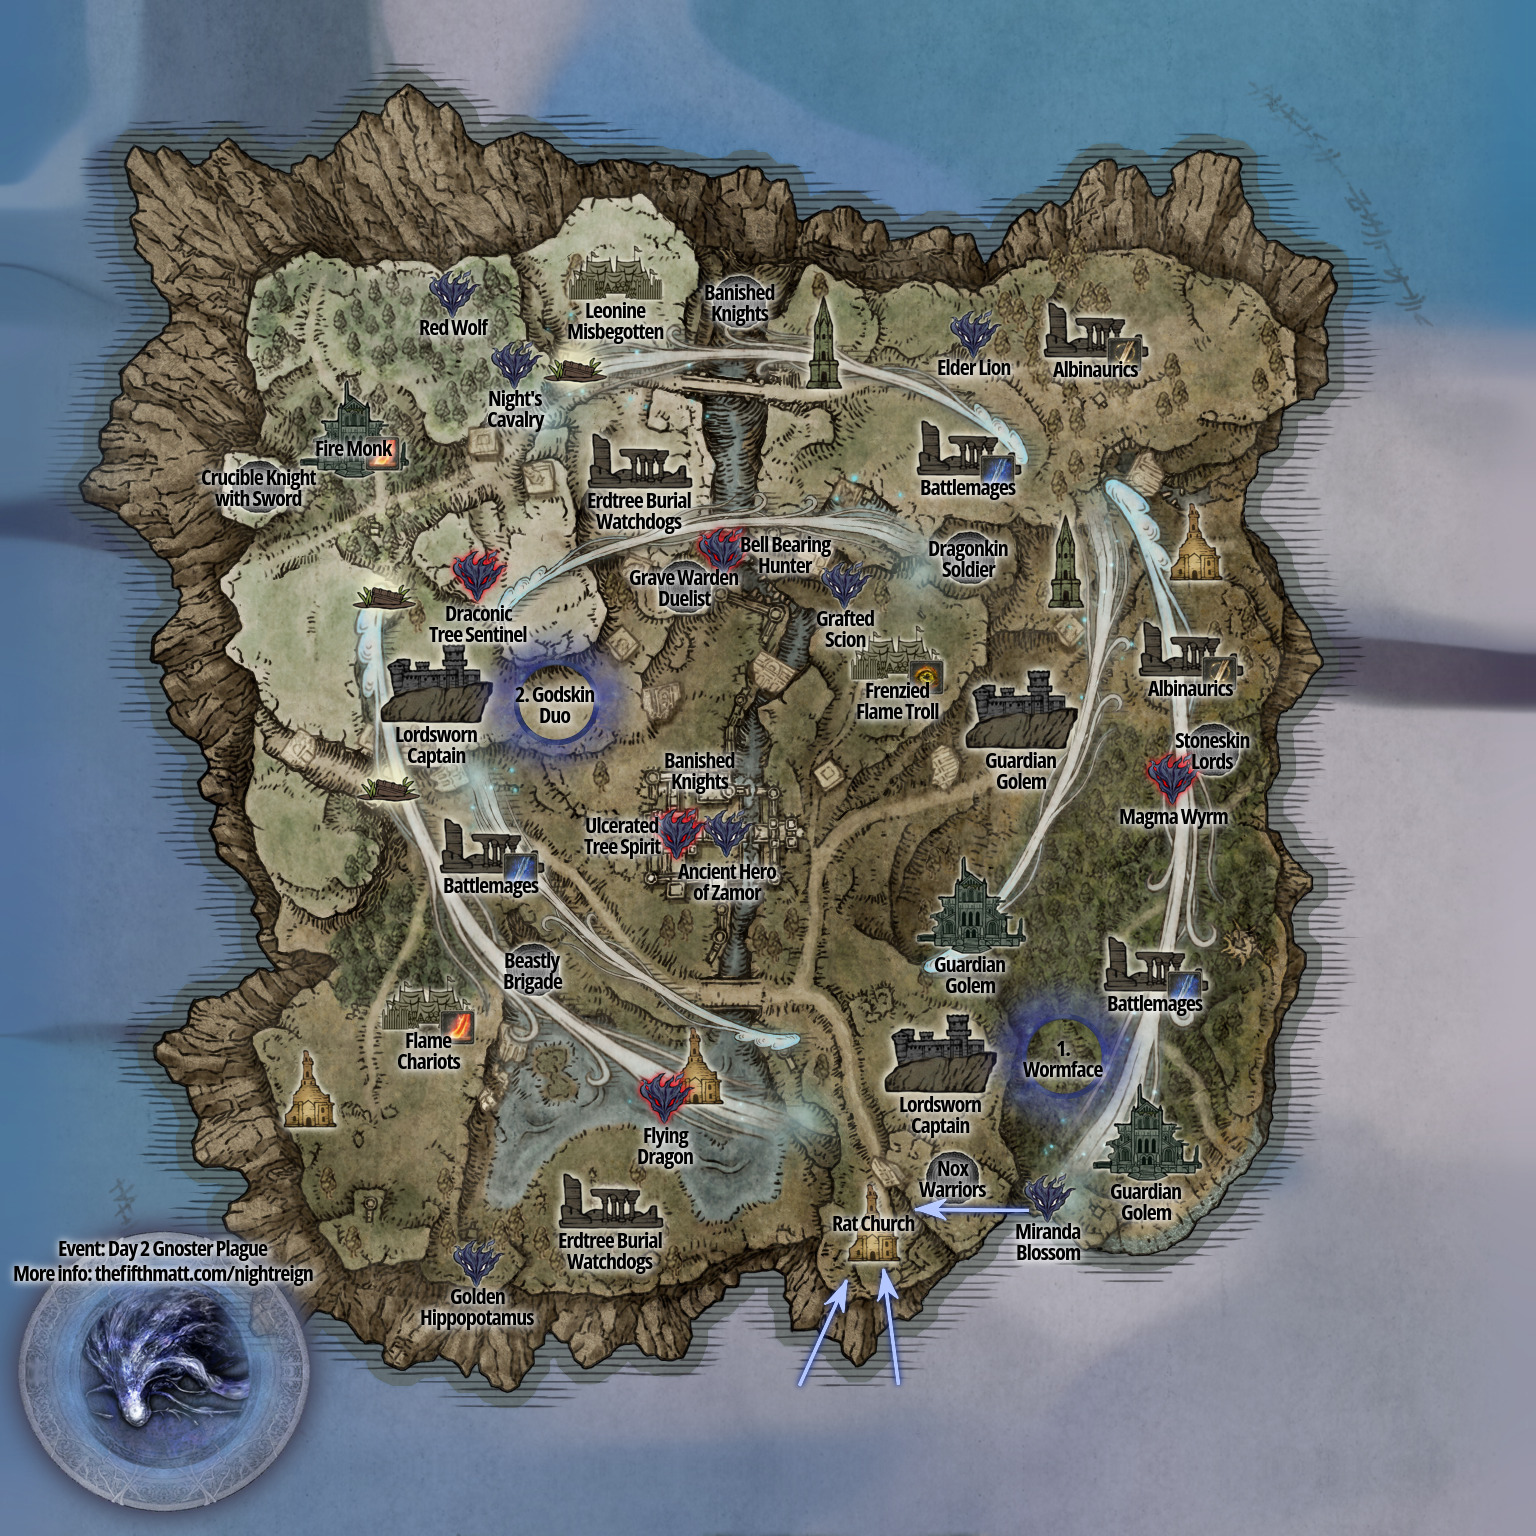 Banished
Knights
Leonine
Misbegotten
Red Wolf
Elder Lion
Albinaurics
Night's
Cavalry
Fire Monk
Crucible Knight
with Sword
Battlemages
Erdtree Burial
Watchdogs
Bell Bearing
Hunter
Dragonkin
Soldier
Grave Warden
Duelist
Grafted
Scion
Draconic
Tree Sentinel
Frenzied
Flame Troll
Albinaurics
2. Godskin
Duo
Lordsworn
Captain
Stoneskin
Lords
Guardian
Golem
Banished
Knights
Magma Wyrm
Ulcerated
Tree Spirit
Ancient Hero
of Zamor
Battlemages
Beastly
Brigade
Guardian
Golem
Battlemages
Flame
Chariots
1.
Wormface
Lordsworn
Captain
Flying
Dragon
Nox
Warriors
Guardian
Golem
Rat Church
Miranda
Blossom
Erdtree Burial
Watchdogs
Golden
Hippopotamus
Event: Day 2 Gnoster Plague
More info: thefifthmatt.com/nightreign